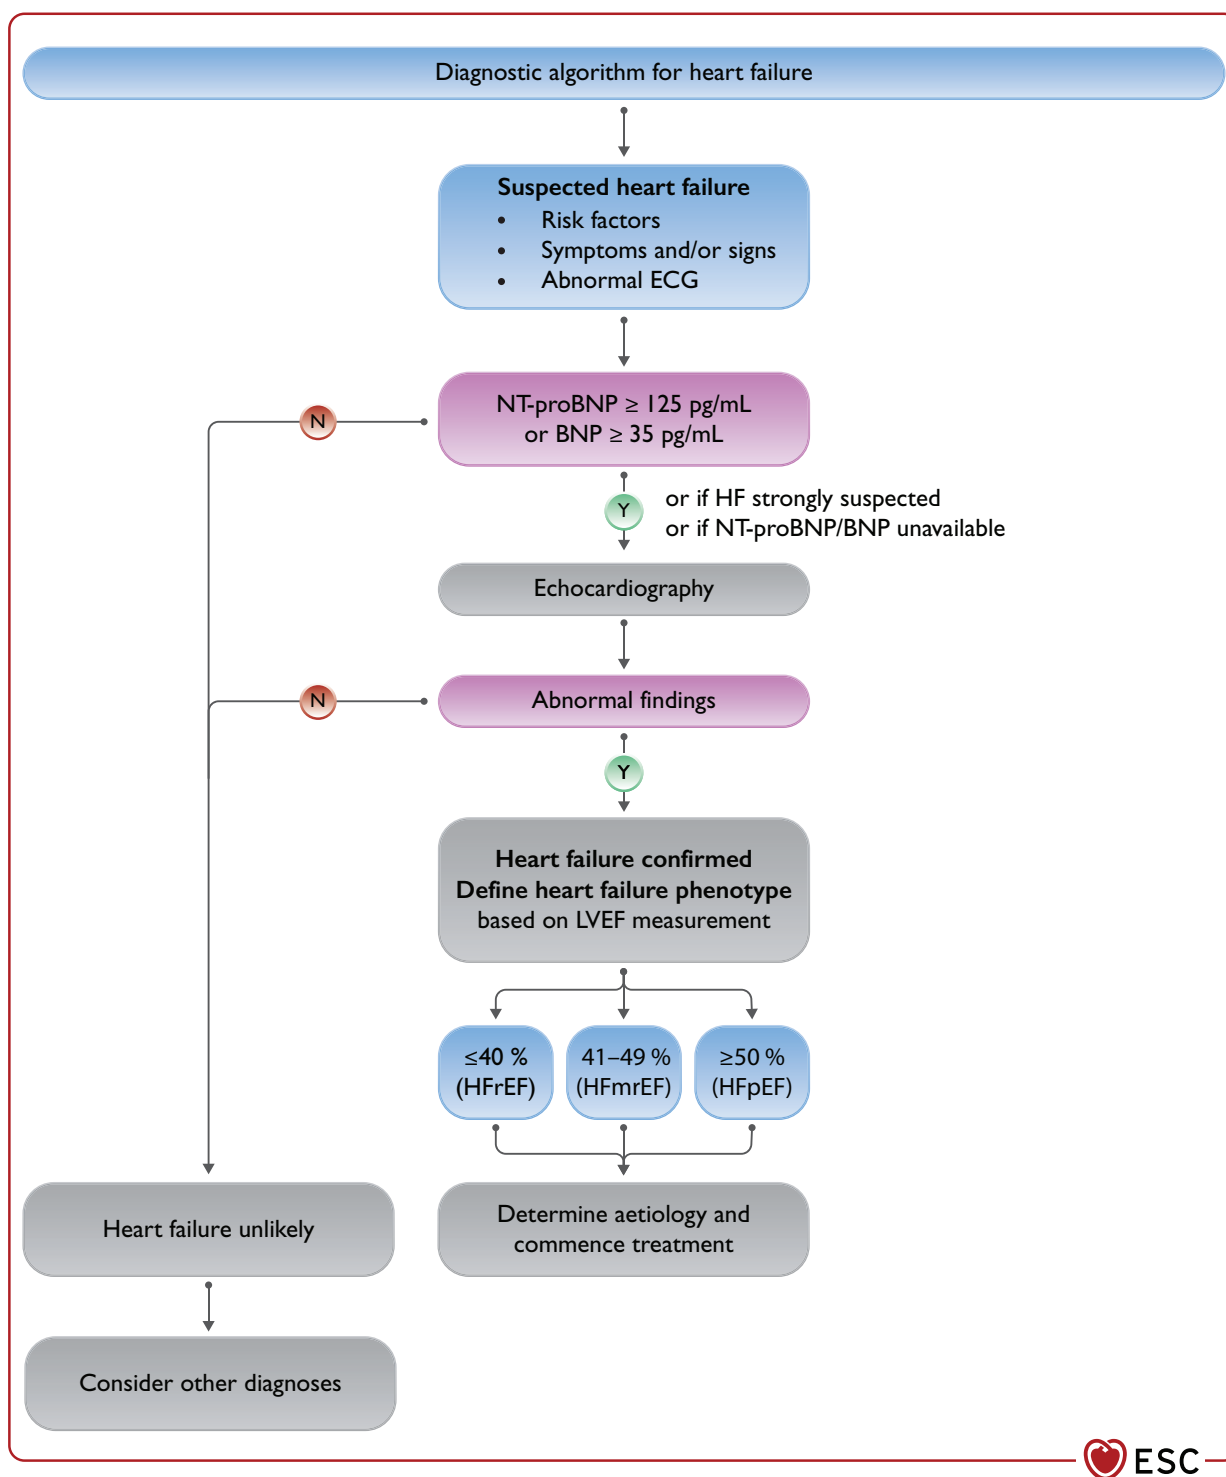 Diagnostic algorithm for heart failure
Suspected heart failure
• Risk factors
• Symptoms and/or signs
• Abnormal ECG
NT-proBNP ≥ 125 pg/mL
or BNP ≥ 35 pg/mL
N
Y
or if HF strongly suspected
or if NT-proBNP/BNP unavailable
Echocardiography
Abnormal findings
N
Y
Heart failure confirmed
Define heart failure phenotype
based on LVEF measurement
≤40 %
(HFrEF)
41–49 %
(HFmrEF)
≥50 %
(HFpEF)
Heart failure unlikely
Determine aetiology and
commence treatment
Consider other diagnoses
ESC